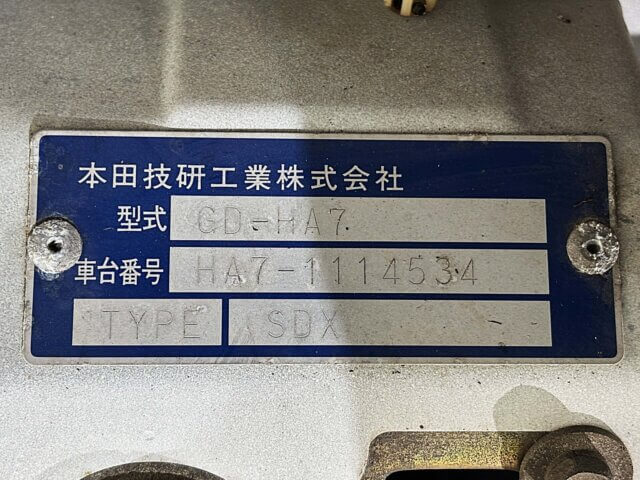 本田技研工業株式会社
型式 GD-HA7
車台番号 HA7-1114534
TYPE SDX